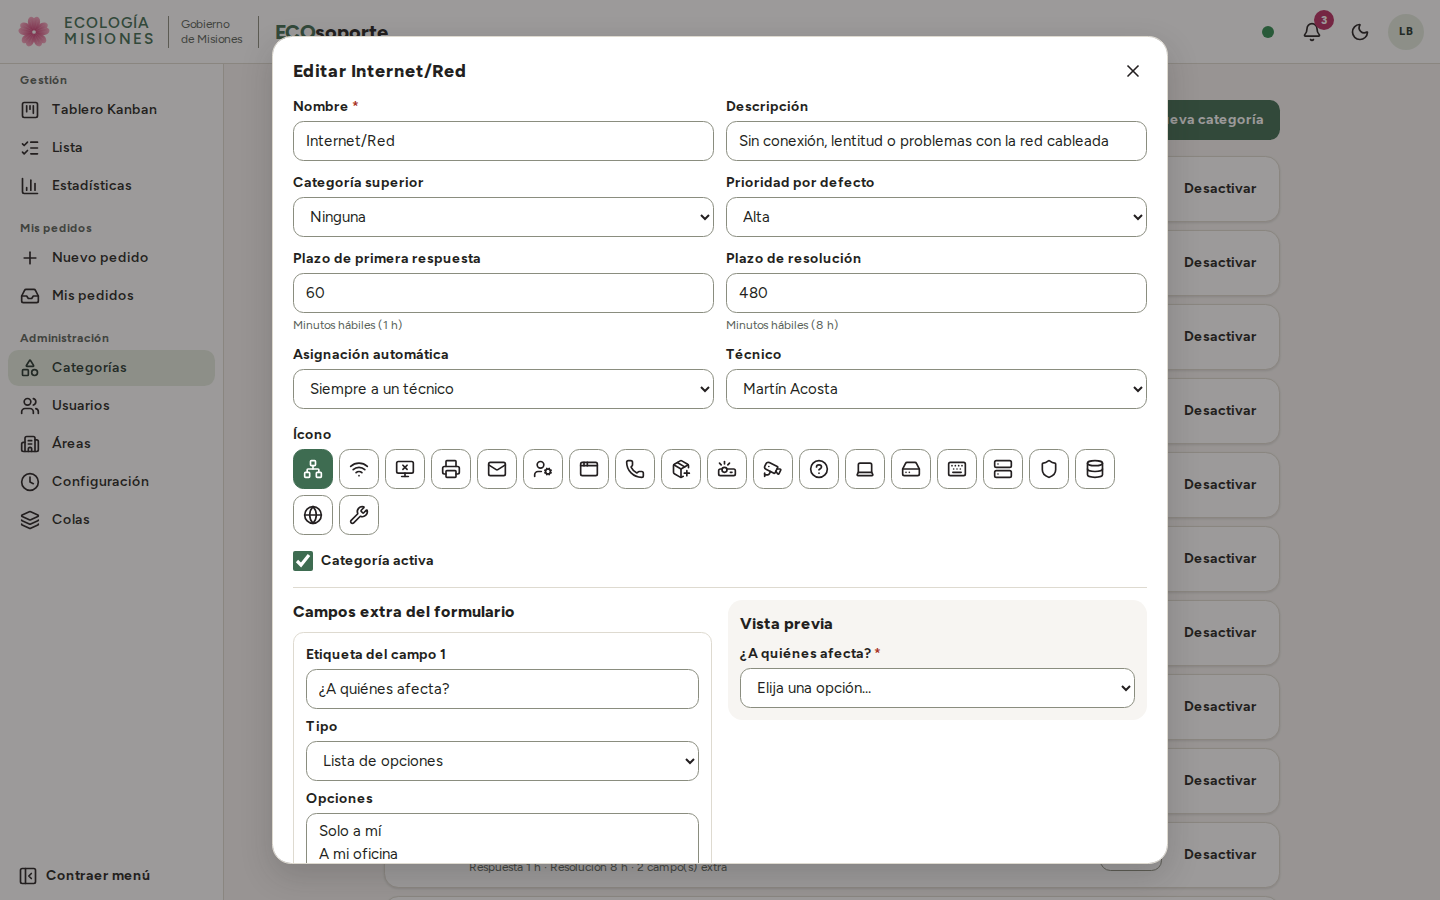 ECOLOGÍA
MISIONES
Gobierno
de Misiones
ECOsoporte
3
LB
Gestión
Tablero Kanban
Lista
Estadísticas
Mis pedidos
Nuevo pedido
Mis pedidos
Administración
Categorías
Usuarios
Áreas
Configuración
Colas
Contraer menú
eva categoría
Desactivar
Desactivar
Desactivar
Desactivar
Desactivar
Desactivar
Desactivar
Desactivar
Desactivar
Desactivar
Respuesta 1 h · Resolución 8 h · 2 campo(s) extra
Editar Internet/Red
Nombre *
Internet/Red
Descripción
Sin conexión, lentitud o problemas con la red cableada
Categoría superior
Ninguna
Prioridad por defecto
Alta
Plazo de primera respuesta
60
Minutos hábiles (1 h)
Plazo de resolución
480
Minutos hábiles (8 h)
Asignación automática
Siempre a un técnico
Técnico
Martín Acosta
Ícono
Categoría activa
Campos extra del formulario
Etiqueta del campo 1
¿A quiénes afecta?
Tipo
Lista de opciones
Opciones
Solo a mí
A mi oficina
Vista previa
¿A quiénes afecta? *
Elija una opción...